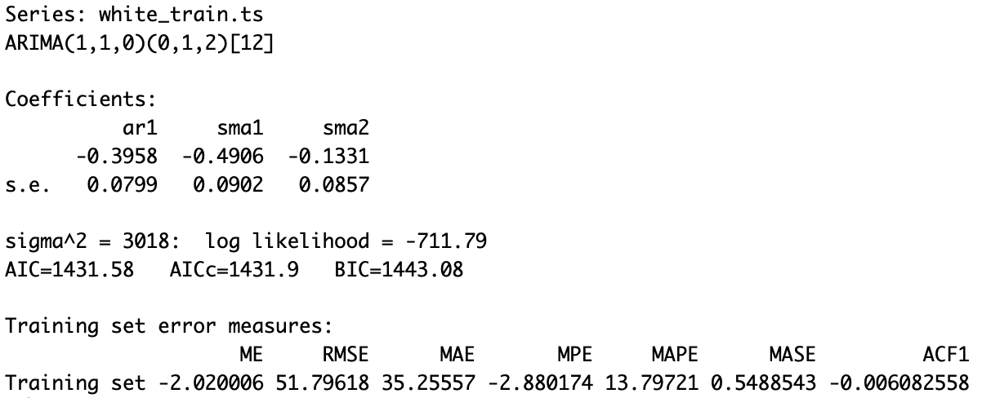 Series: white_train.ts
ARIMA(1,1,0)(0,1,2)[12]
Coefficients:
ar1 sma1 sma2
-0.3958 -0.4906 -0.1331
s.e. 0.0799 0.0902 0.0857
sigma^2 = 3018: log likelihood = -711.79
AIC=1431.58 AICc=1431.9 BIC=1443.08
Training set error measures:
ME RMSE MAE MPE MAPE MASE ACF1
Training set -2.020006 51.79618 35.25557 -2.880174 13.79721 0.5488543 -0.006082558